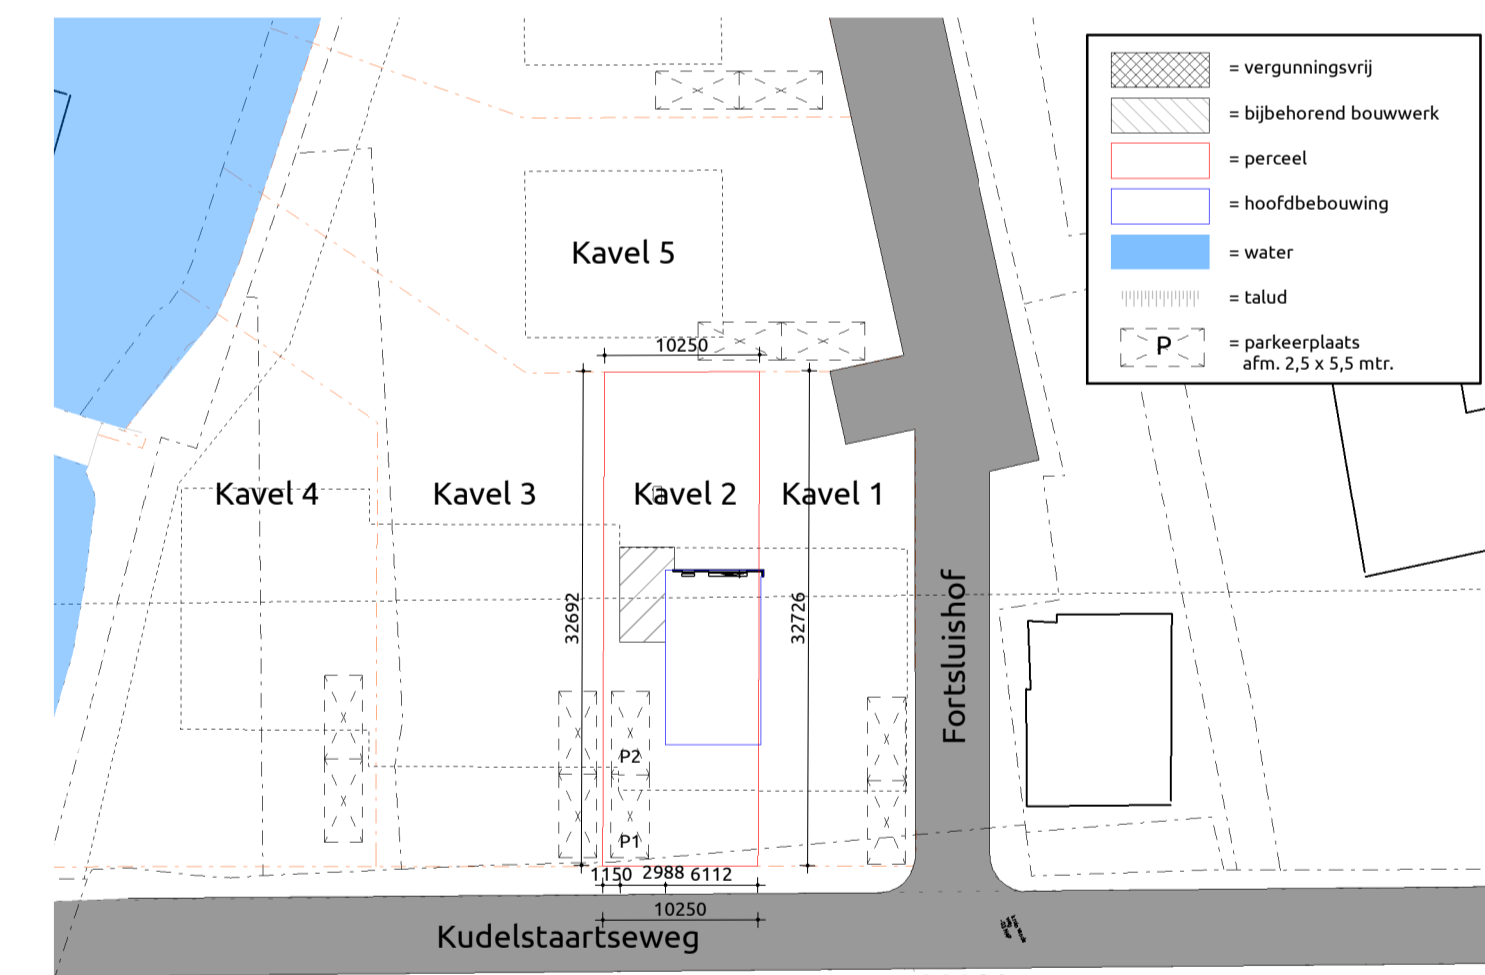 = vergunningsvrij
= bijbehorend bouwwerk
= perceel
= hoofdbebouwing
= water
= talud
P
= parkeerplaats
afm. 2,5 x 5,5 mtr.
Kavel 5
10250
Kavel 4
Kavel 3
Kavel 2
Kavel 1
32692
32726
Fortsluishof
P2
P1
1150 2988 6112
10250
Kudelstaartseweg